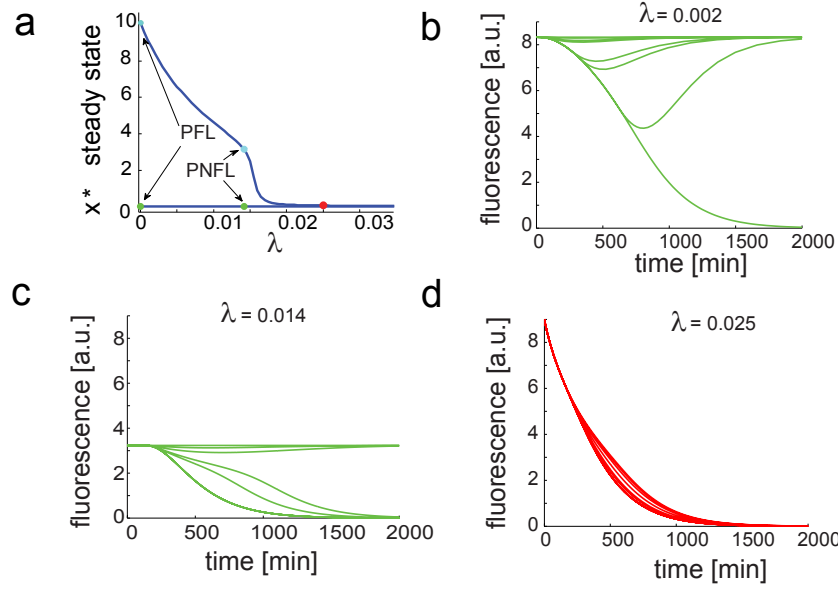 a
x* steady state
10
8
6
4
2
0
PFL
PNFL
0 0.01 0.02 0.03
λ
b
λ = 0.002
fluorescence [a.u.]
8
6
4
2
0
0 500 1000 1500 2000
time [min]
c
λ = 0.014
fluorescence [a.u.]
8
6
4
2
0
500 1000 1500 2000
time [min]
d
λ = 0.025
fluorescence [a.u.]
8
6
4
2
0
0 500 1000 1500 2000
time [min]